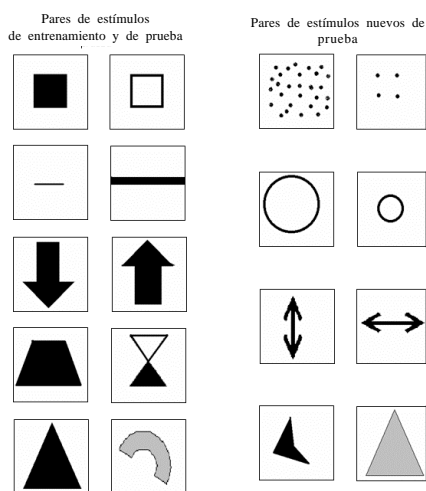 Pares de estímulos
de entrenamiento y de prueba
Pares de estímulos nuevos de
prueba